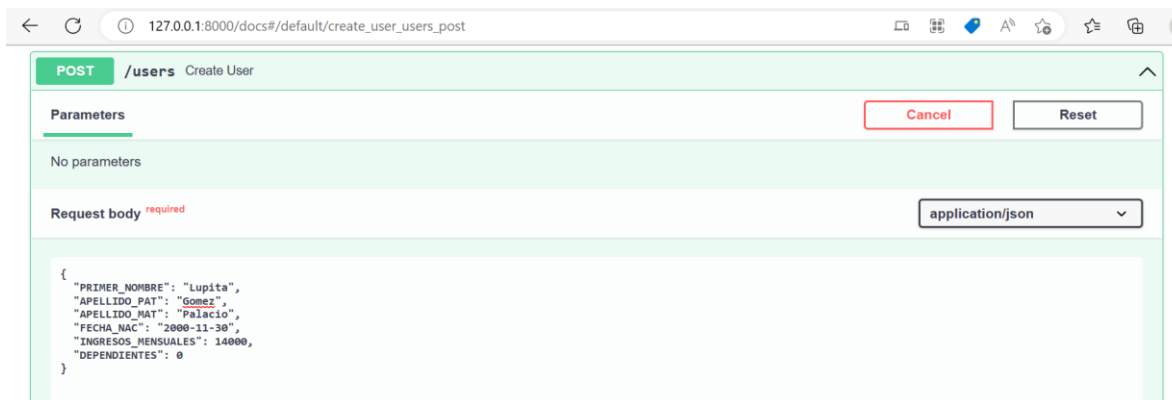 127.0.0.1:8000/docs#/default/create_user_users_post
POST /users Create User
Parameters Cancel Reset
No parameters
Request body required application/json
{
"PRIMER_NOMBRE": "Lupita",
"APELLIDO_PAT": "Gomez",
"APELLIDO_MAT": "Palacio",
"FECHA_NAC": "2000-11-30",
"INGRESOS_MENSUALES": 14000,
"DEPENDIENTES": 0
}